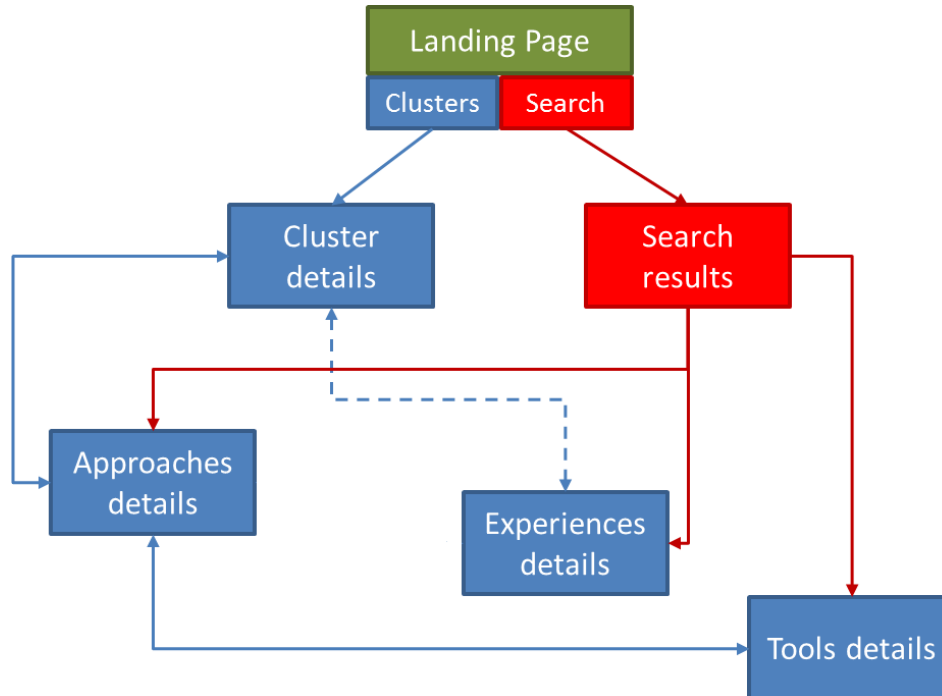 Landing Page
Clusters
Search
Cluster
details
Search
results
Approaches
details
Experiences
details
Tools details